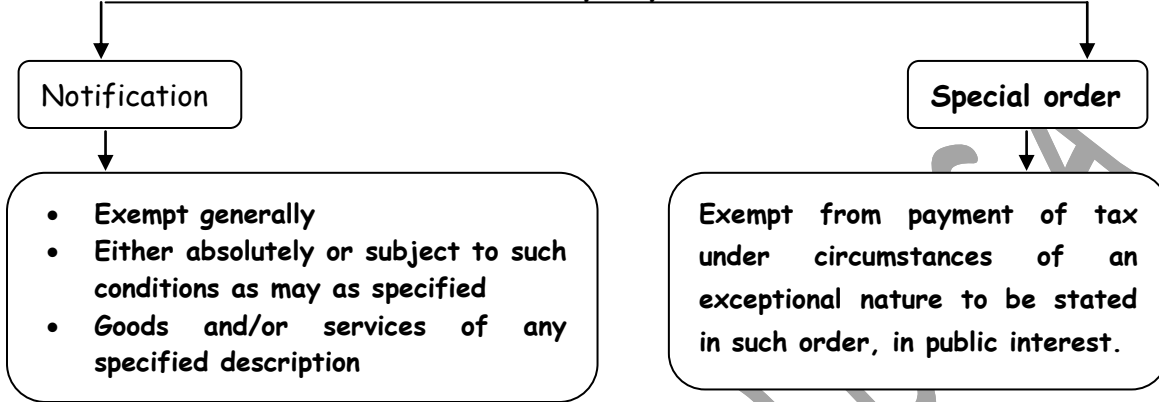 Notification
Special order
• Exempt generally
• Either absolutely or subject to such
conditions as may as specified
• Goods and/or services of any
specified description
Exempt from payment of tax
under circumstances of an
exceptional nature to be stated
in such order, in public interest.